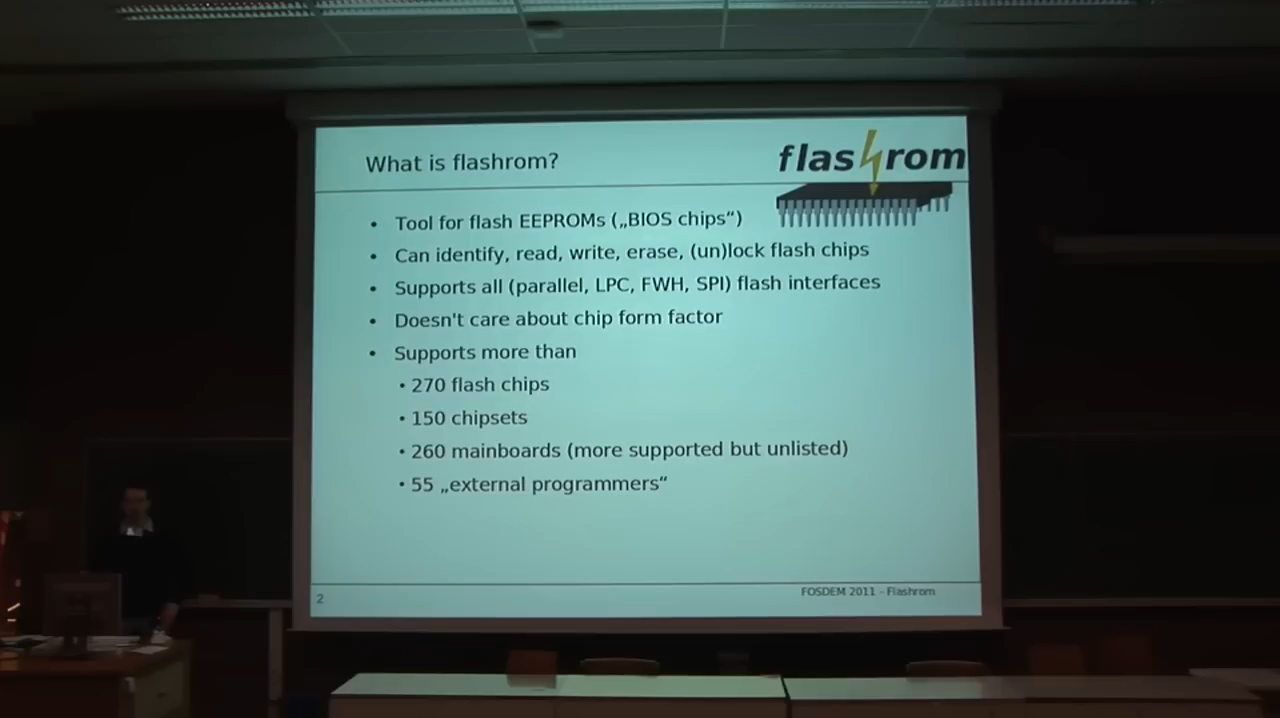 What is flashrom?
flashrom
• Tool for flash EEPROMs („BIOS chips“)
• Can identify, read, write, erase, (un)lock flash chips
• Supports all (parallel, LPC, FWH, SPI) flash interfaces
• Doesn't care about chip form factor
• Supports more than
• 270 flash chips
• 150 chipsets
• 260 mainboards (more supported but unlisted)
• 55 „external programmers“
2
FOSDEM 2011 - Flashrom